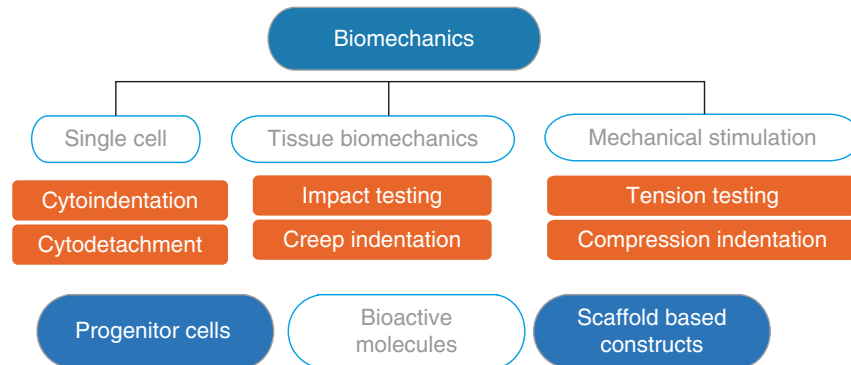 Biomechanics
Single cell
Tissue biomechanics
Mechanical stimulation
Cytoindentation
Impact testing
Tension testing
Cytodetachment
Creep indentation
Compression indentation
Progenitor cells
Bioactive
molecules
Scaffold based
constructs